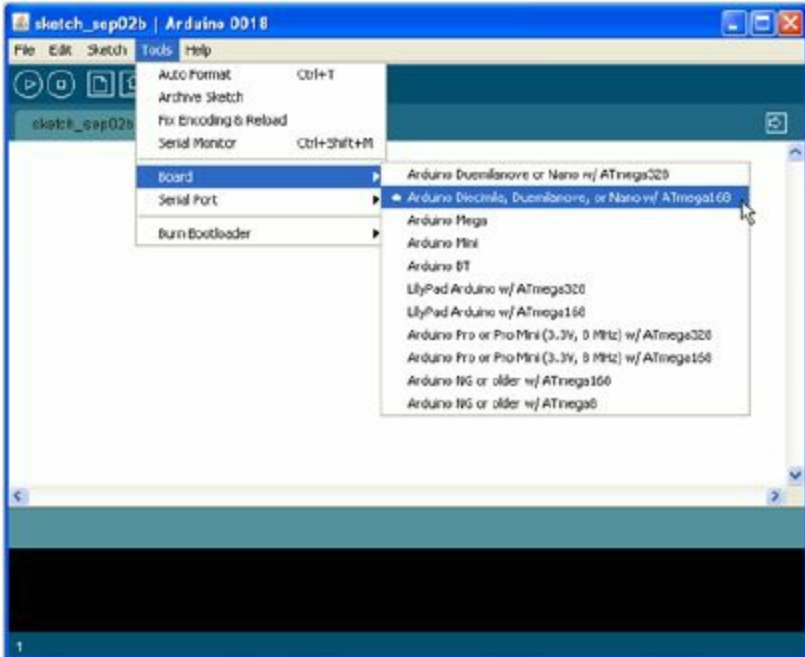 sketch_sep02b | Arduino 0018
File Edit Sketch Tools Help
Auto Format Ctrl+T
Archive Sketch
Fix Encoding & Reload
sketch_sep02b
Serial Monitor Ctrl+Shift+M
Board
Serial Port
Burn Bootloader
Arduino Duemilanove or Nano w/ ATmega328
Arduino Diecimila, Duemilanove, or Nano w/ ATmega168
Arduino Mega
Arduino Mini
Arduino BT
LilyPad Arduino w/ ATmega328
LilyPad Arduino w/ ATmega168
Arduino Pro or Pro Mini (3.3V, 8 MHz) w/ ATmega328
Arduino Pro or Pro Mini (3.3V, 8 MHz) w/ ATmega168
Arduino NG or older w/ ATmega168
Arduino NG or older w/ ATmega8
1